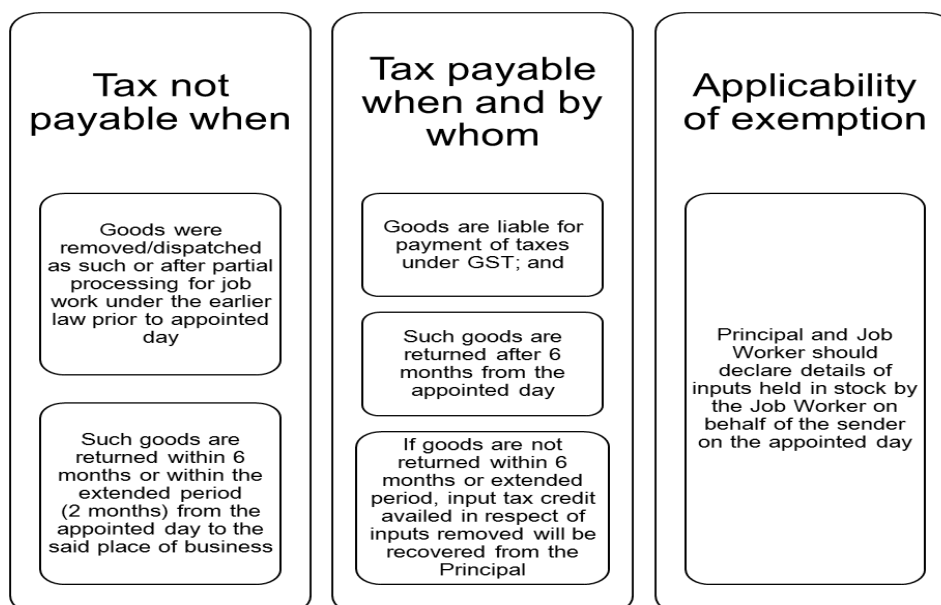 Tax not
payable when
Goods were
removed/dispatched
as such or after partial
processing for job
work under the earlier
law prior to appointed
day
Such goods are
returned within 6
months or within the
extended period
(2 months) from the
appointed day to the
said place of business
Tax payable
when and by
whom
Goods are liable for
payment of taxes
under GST; and
Such goods are
returned after 6
months from the
appointed day
If goods are not
returned within 6
months or extended
period, input tax credit
availed in respect of
inputs removed will be
recovered from the
Principal
Applicability
of exemption
Principal and Job
Worker should
declare details of
inputs held in stock by
the Job Worker on
behalf of the sender
on the appointed day